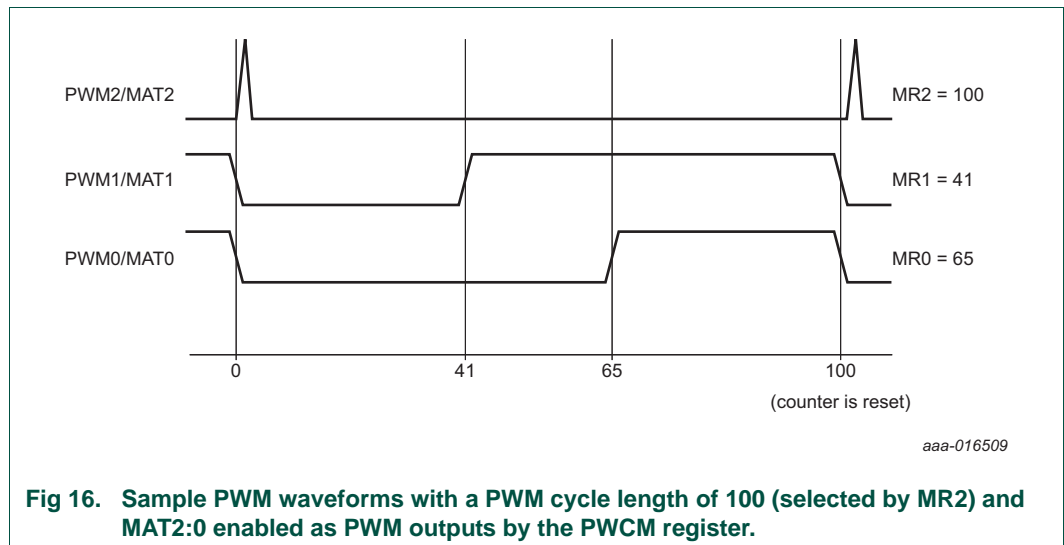 PWM2/MAT2
MR2 = 100
PWM1/MAT1
MR1 = 41
PWM0/MAT0
MR0 = 65
0
41
65
100
(counter is reset)
aaa-016509
Fig 16. Sample PWM waveforms with a PWM cycle length of 100 (selected by MR2) and
MAT2:0 enabled as PWM outputs by the PWCM register.